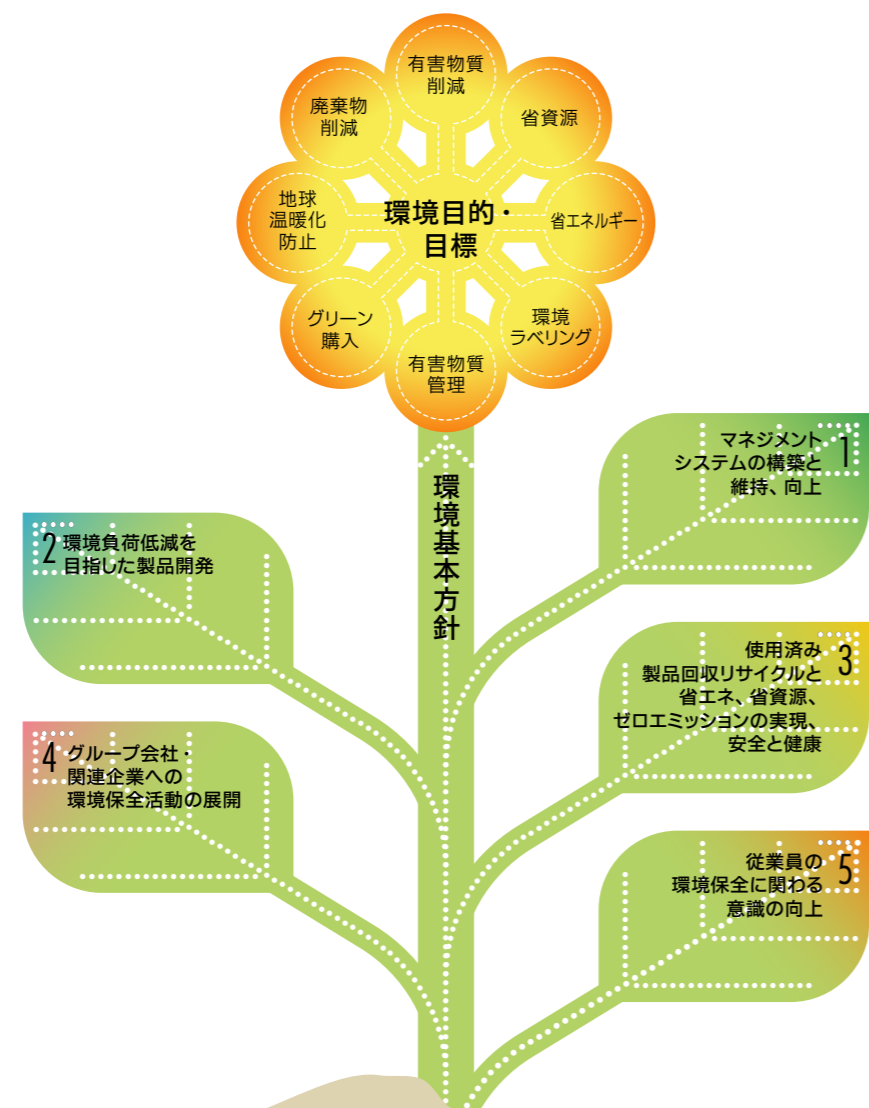 有害物質
削減
省資源
省エネルギー
環境
ラベリング
有害物質
管理
グリーン
購入
地球
温暖化
防止
廃棄物
削減
環境目的・
目標
環境基本方針
1
マネジメント
システムの構築と
維持、向上
2
環境負荷低減を
目指した製品開発
3
使用済み
製品回収リサイクルと
省エネ、省資源、
ゼロエミッションの実現、
安全と健康
4
グループ会社・
関連企業への
環境保全活動の展開
5
従業員の
環境保全に関わる
意識の向上